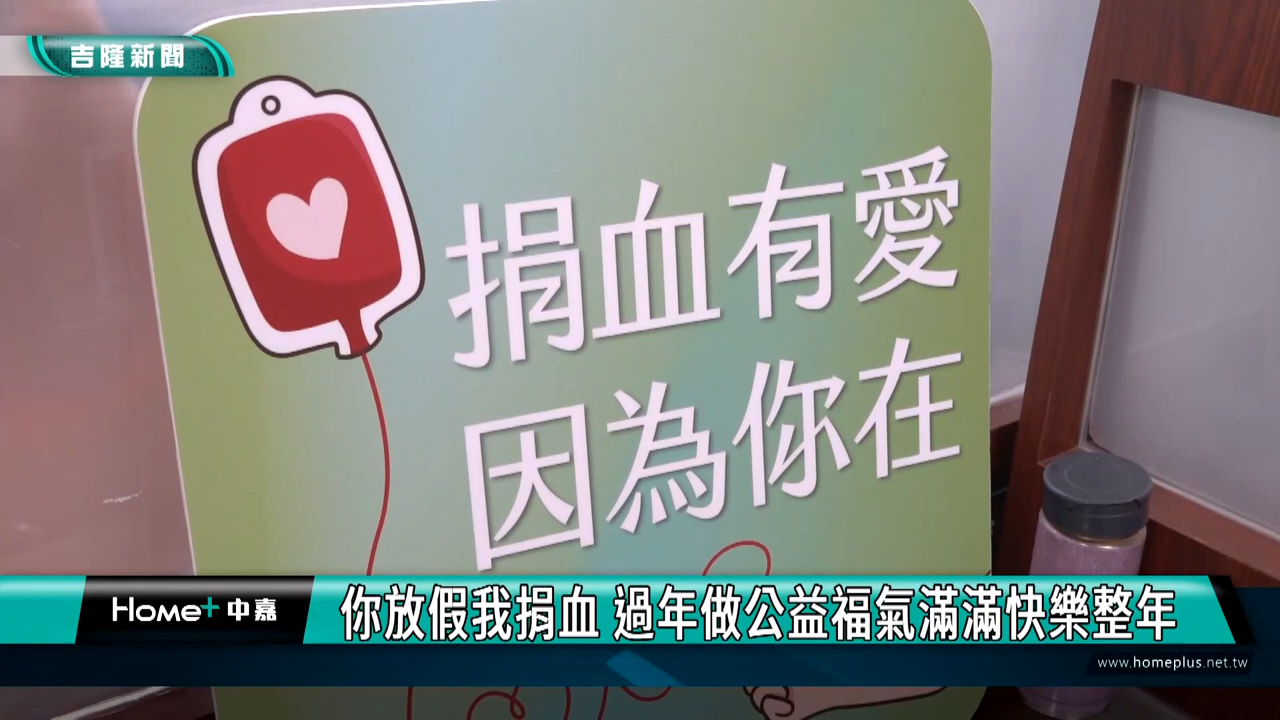 吉隆新聞
捐血有愛
因為你在
Home+ 中嘉
你放假我捐血 過年做公益福氣滿滿快樂整年
www.homeplus.net.tw